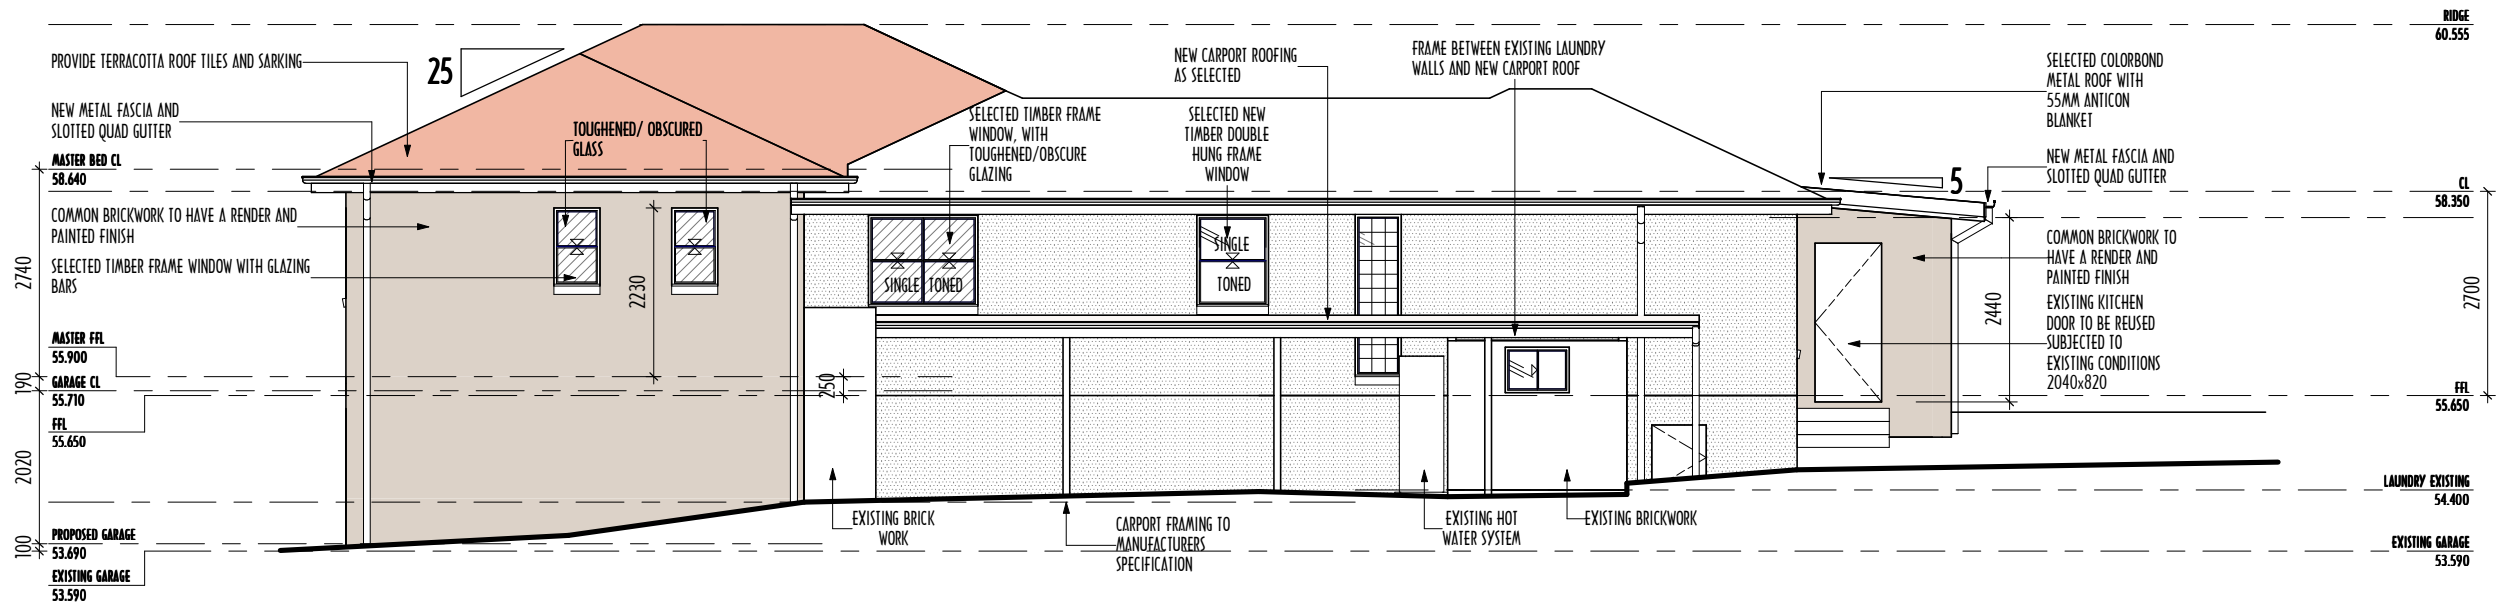 RIDGE
60.555
PROVIDE TERRACOTTA ROOF TILES AND SARKING
25
NEW METAL FASCIA AND
SLOTTED QUAD GUTTER
TOUGHENED/ OBSCURED
GLASS
SELECTED TIMBER FRAME
WINDOW, WITH
TOUGHENED/OBSCURE
GLAZING
NEW CARPORT ROOFING
AS SELECTED
SELECTED NEW
TIMBER DOUBLE
HUNG FRAME
WINDOW
FRAME BETWEEN EXISTING LAUNDRY
WALLS AND NEW CARPORT ROOF
SELECTED COLORBOND
METAL ROOF WITH
55MM ANTICON
BLANKET
NEW METAL FASCIA AND
SLOTTED QUAD GUTTER
5
MASTER BED CL
58.640
CL
58.350
COMMON BRICKWORK TO HAVE A RENDER AND
PAINTED FINISH
SELECTED TIMBER FRAME WINDOW WITH GLAZING
BARS
2740
2230
SINGLE TONED
SINGLE
TONED
COMMON BRICKWORK TO
HAVE A RENDER AND
PAINTED FINISH
EXISTING KITCHEN
DOOR TO BE REUSED
SUBJECTED TO
EXISTING CONDITIONS
2040x820
2440
2700
MASTER FFL
55.900
190
GARAGE CL
55.710
250
FFL
55.650
FFL
55.650
2020
EXISTING BRICK
WORK
CARPORT FRAMING TO
MANUFACTURERS
SPECIFICATION
EXISTING HOT
WATER SYSTEM
EXISTING BRICKWORK
LAUNDRY EXISTING
54.400
PROPOSED GARAGE
53.690
100
EXISTING GARAGE
53.590
EXISTING GARAGE
53.590